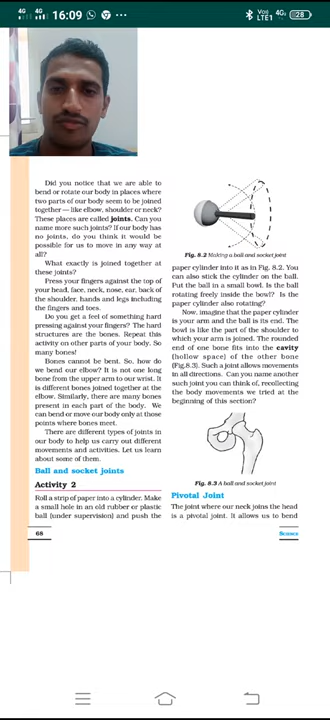 4G 4G 16:09 Voo LTE1 4G 28
Did you notice that we are able to
bend or rotate our body in places where
two parts of our body seem to be joined
together — like elbow, shoulder or neck?
These places are called joints. Can you
name more such joints? If our body has
no joints, do you think it would be
possible for us to move in any way at
all?
What exactly is joined together at
these joints?
Press your fingers against the top of
your head, face, neck, nose, ear, back of
the shoulder, hands and legs including
the fingers and toes.
Do you get a feel of something hard
pressing against your fingers? The hard
structures are the bones. Repeat this
activity on other parts of your body. So
many bones!
Bones cannot be bent. So, how do
we bend our elbow? It is not one long
bone from the upper arm to our wrist. It
is different bones joined together at the
elbow. Similarly, there are many bones
present in each part of the body. We
can bend or move our body only at those
points where bones meet.
There are different types of joints in
our body to help us carry out different
movements and activities. Let us learn
about some of them.
Ball and socket joints
Activity 2
Roll a strip of paper into a cylinder. Make
a small hole in an old rubber or plastic
ball (under supervision) and push the
68
Fig. 8.2 Making a ball and socket joint
paper cylinder into it as in Fig. 8.2. You
can also stick the cylinder on the ball.
Put the ball in a small bowl. Is the ball
rotating freely inside the bowl? Is the
paper cylinder also rotating?
Now, imagine that the paper cylinder
is your arm and the ball is its end. The
bowl is like the part of the shoulder to
which your arm is joined. The rounded
end of one bone fits into the cavity
(hollow space) of the other bone
(Fig.8.3). Such a joint allows movements
in all directions. Can you name another
such joint you can think of, recollecting
the body movements we tried at the
beginning of this section?
Fig. 8.3 A ball and socket joint
Pivotal Joint
The joint where our neck joins the head
is a pivotal joint. It allows us to bend
SCIENCE